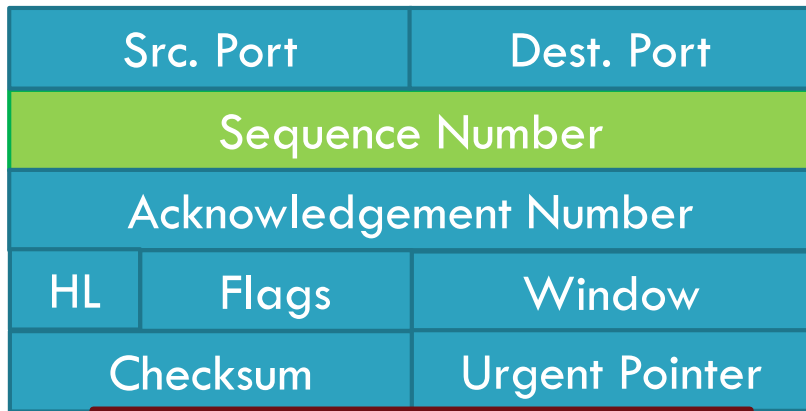 Src. Port Dest. Port
Sequence Number
Acknowledgement Number
HL Flags Window
Checksum Urgent Pointer